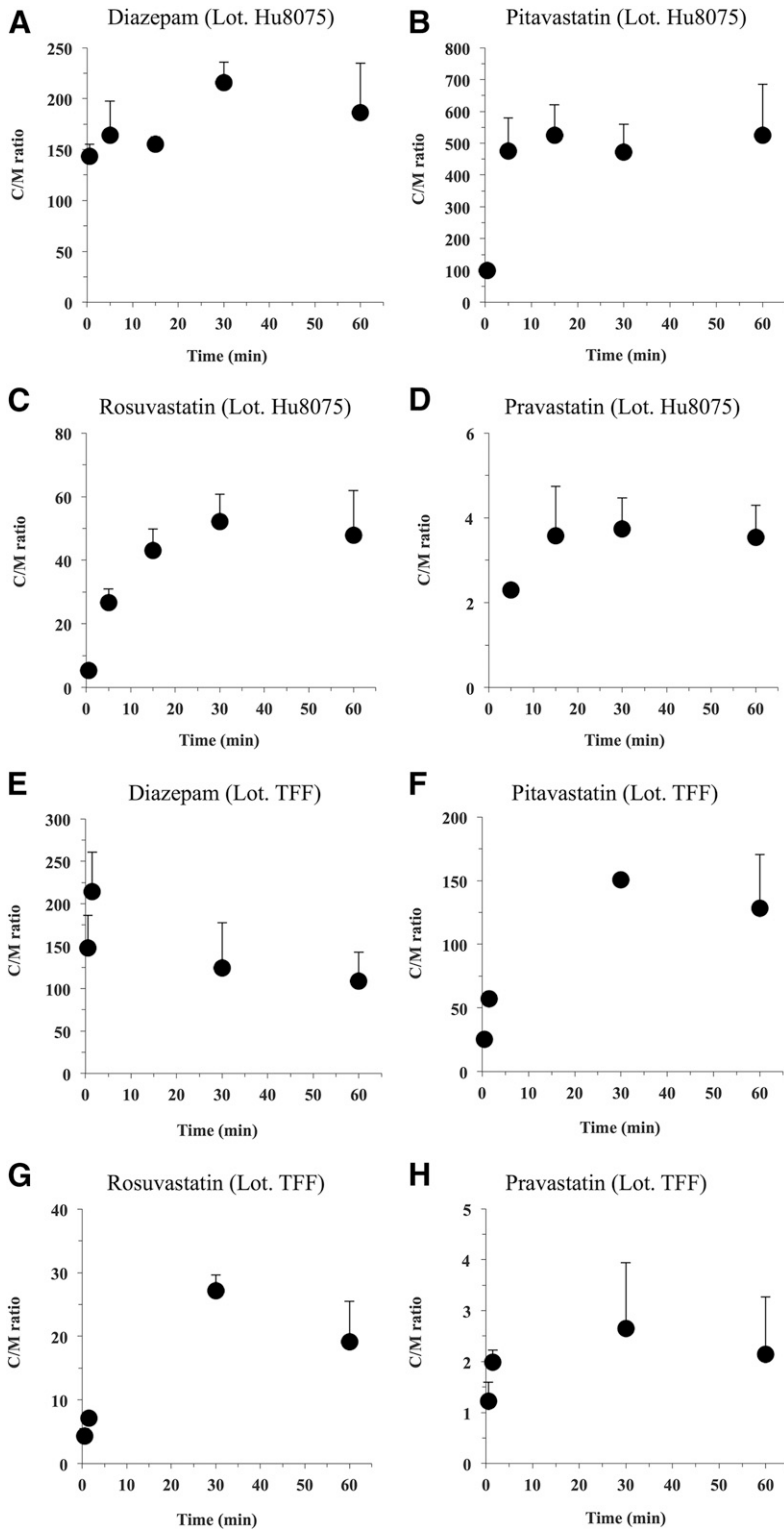 A
Diazepam (Lot. Hu8075)
250
200
150
100
50
0
C/M ratio
0 10 20 30 40 50 60
Time (min)
B
Pitavastatin (Lot. Hu8075)
800
700
600
500
400
300
200
100
0
C/M ratio
0 10 20 30 40 50 60
Time (min)
C
Rosuvastatin (Lot. Hu8075)
80
60
40
20
0
C/M ratio
0 10 20 30 40 50 60
Time (min)
D
Pravastatin (Lot. Hu8075)
6
4
2
0
C/M ratio
0 10 20 30 40 50 60
Time (min)
E
Diazepam (Lot. TFF)
300
250
200
150
100
50
0
C/M ratio
0 10 20 30 40 50 60
Time (min)
F
Pitavastatin (Lot. TFF)
200
150
100
50
0
C/M ratio
0 10 20 30 40 50 60
Time (min)
G
Rosuvastatin (Lot. TFF)
40
30
20
10
0
C/M ratio
0 10 20 30 40 50 60
Time (min)
H
Pravastatin (Lot. TFF)
5
4
3
2
1
0
C/M ratio
0 10 20 30 40 50 60
Time (min)